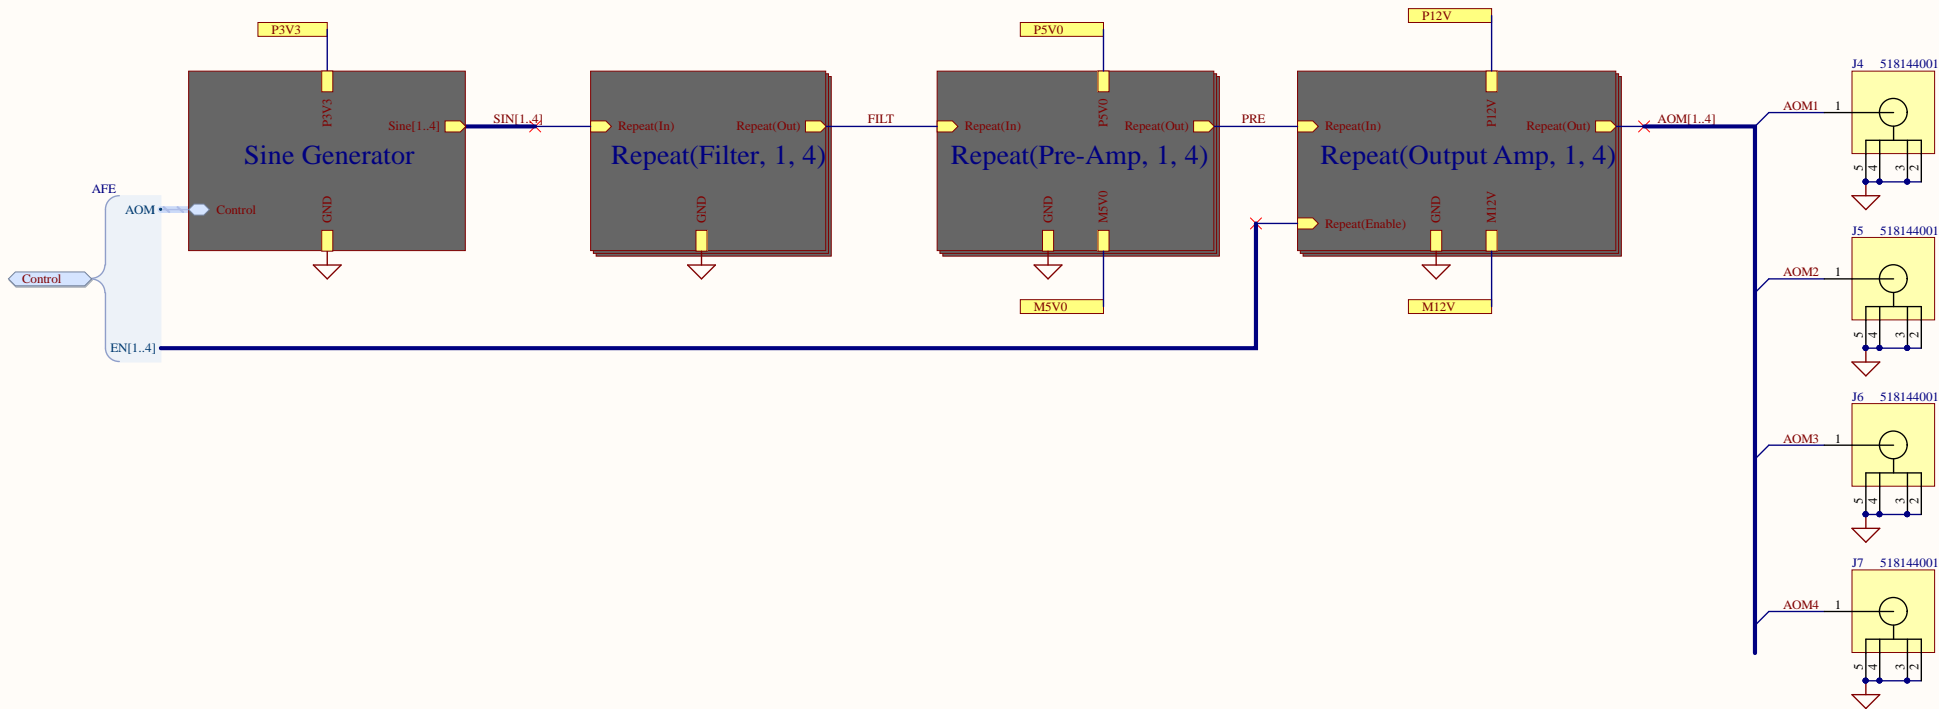 P3V3
P5V0
P12V
P3V3
Sine[1..4]
SIN[1..4]
Sine Generator
Control
GND
Repeat(In)
Repeat(Out)
Repeat(Filter, 1, 4)
GND
FILT
P5V0
Repeat(In)
Repeat(Out)
Repeat(Pre-Amp, 1, 4)
GND
M5V0
PRE
P12V
Repeat(In)
Repeat(Out)
Repeat(Output Amp, 1, 4)
Repeat(Enable)
GND
M12V
AOM[1..4]
AFE
AOM
Control
EN[1..4]
M5V0
M12V
J4 518144001
AOM1 1
5 4 3 2
J5 518144001
AOM2 1
5 4 3 2
J6 518144001
AOM3 1
5 4 3 2
J7 518144001
AOM4 1
5 4 3 2